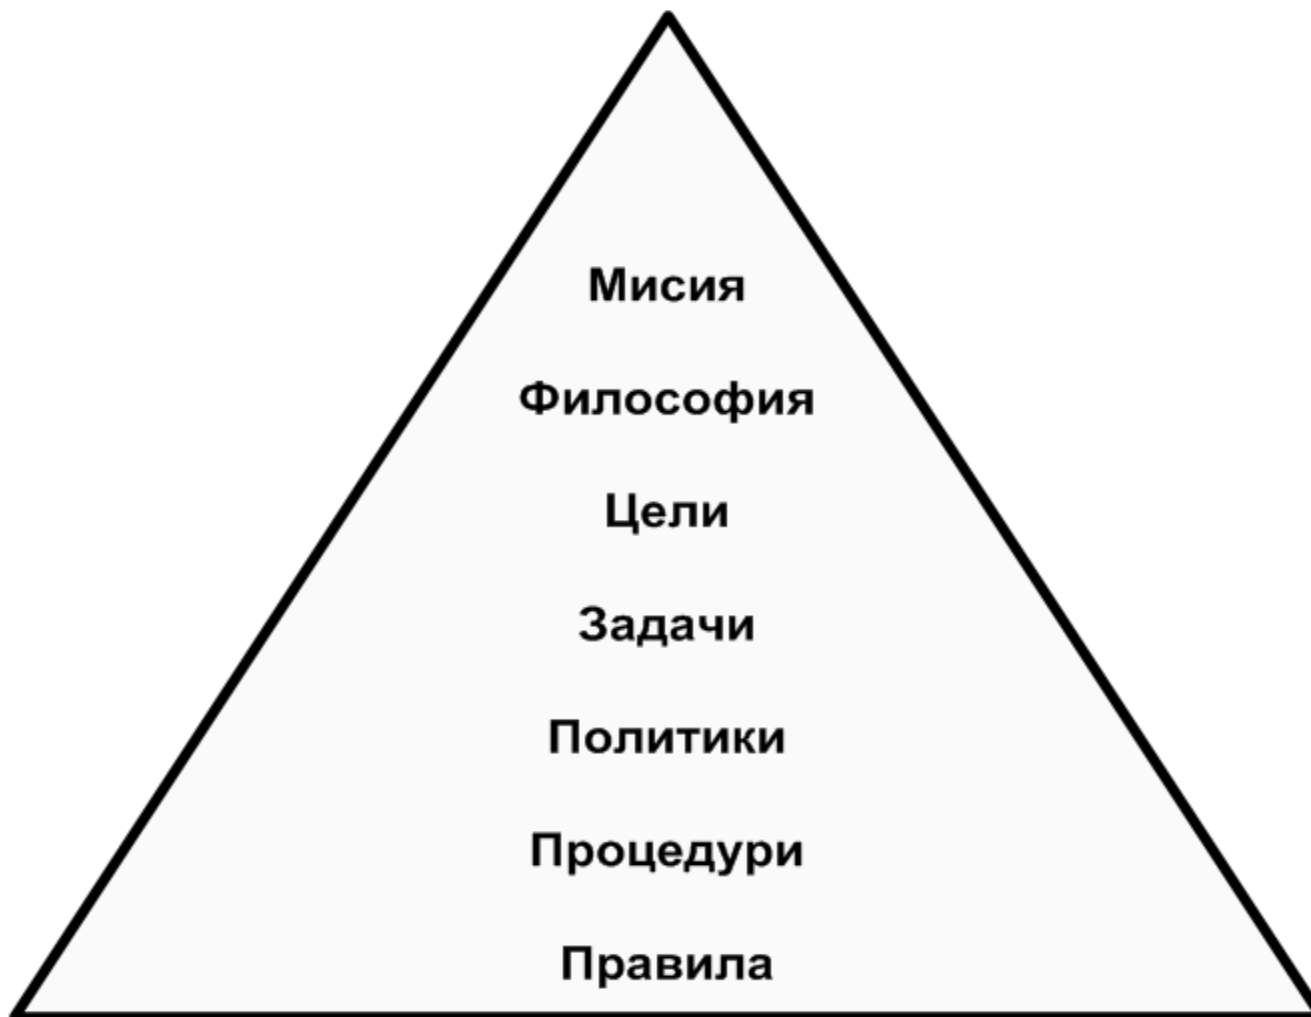 Мисия
Философия
Цели
Задачи
Политики
Процедури
Правила